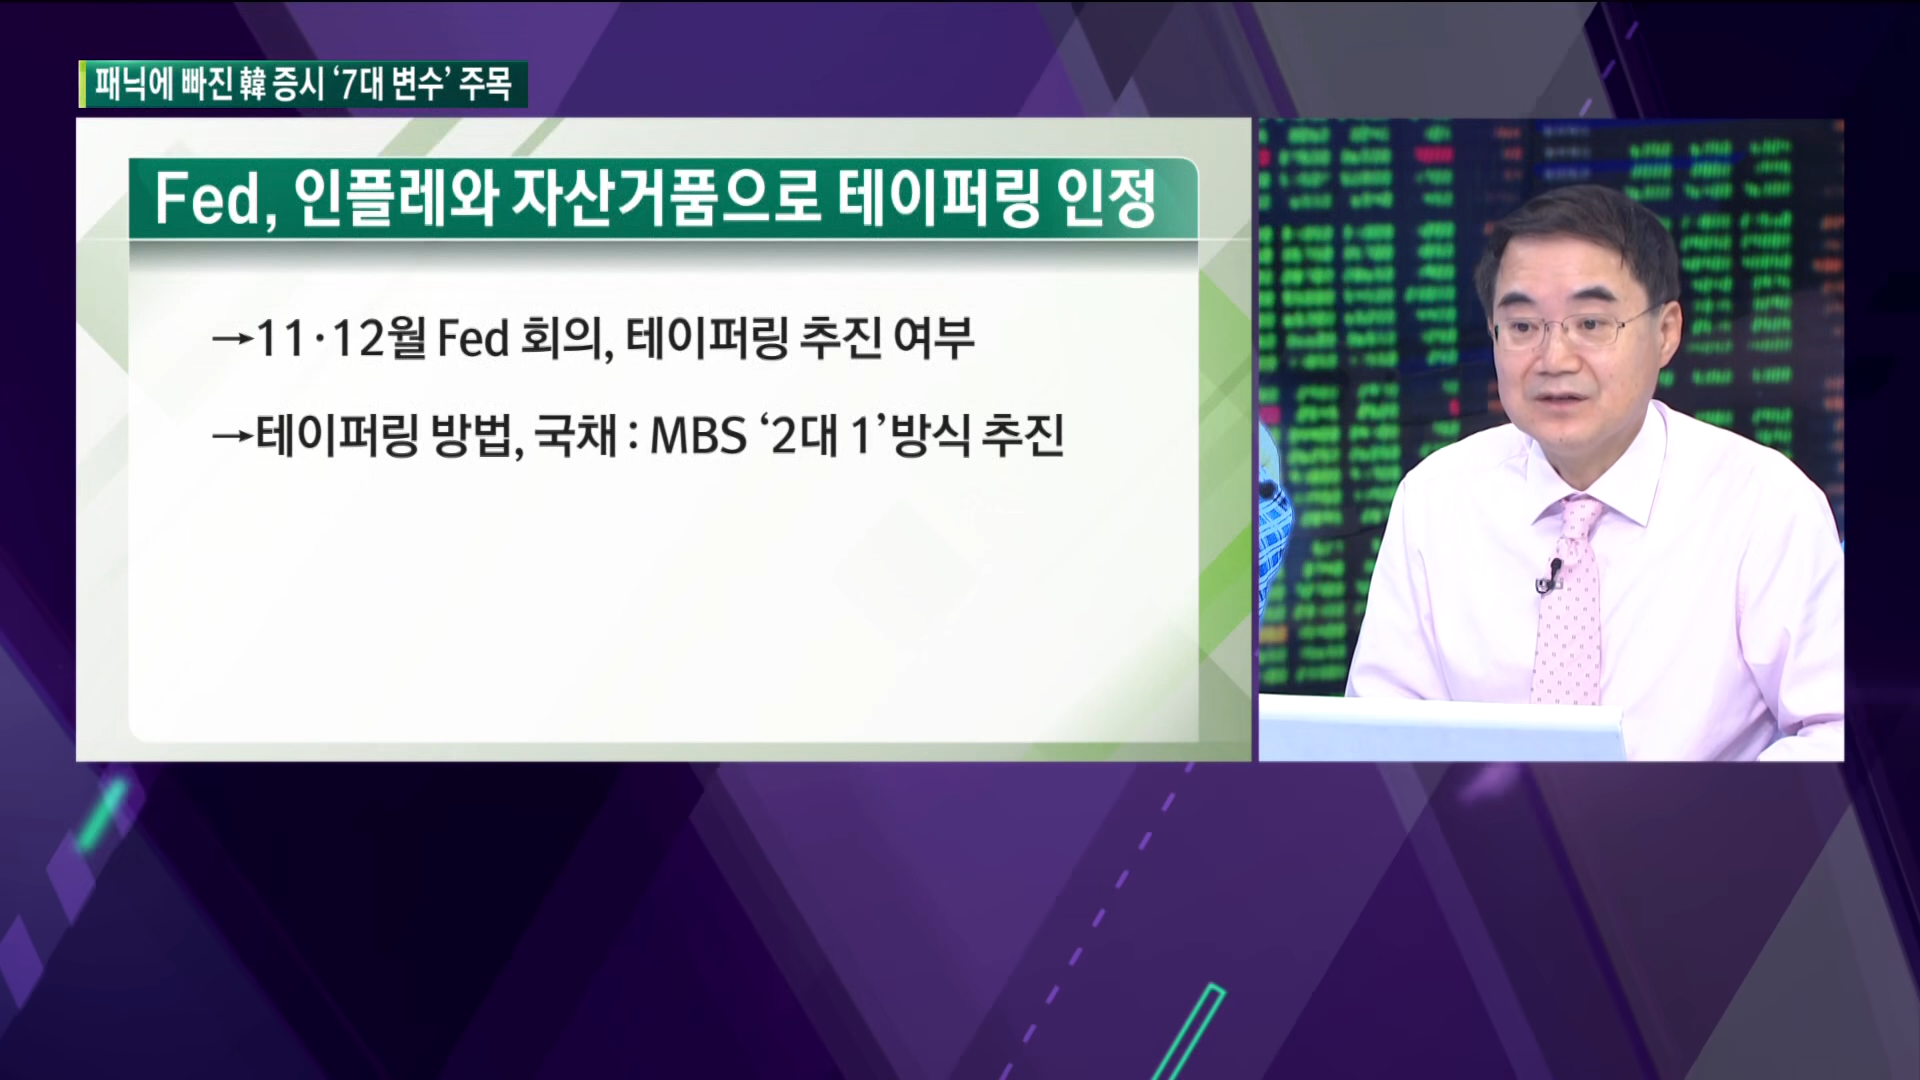 패닉에 빠진 韓 증시 ‘7대 변수’ 주목
Fed, 인플레와 자산거품으로 테이퍼링 인정
→11·12월 Fed 회의, 테이퍼링 추진 여부
→테이퍼링 방법, 국채 : MBS ‘2대 1’방식 추진